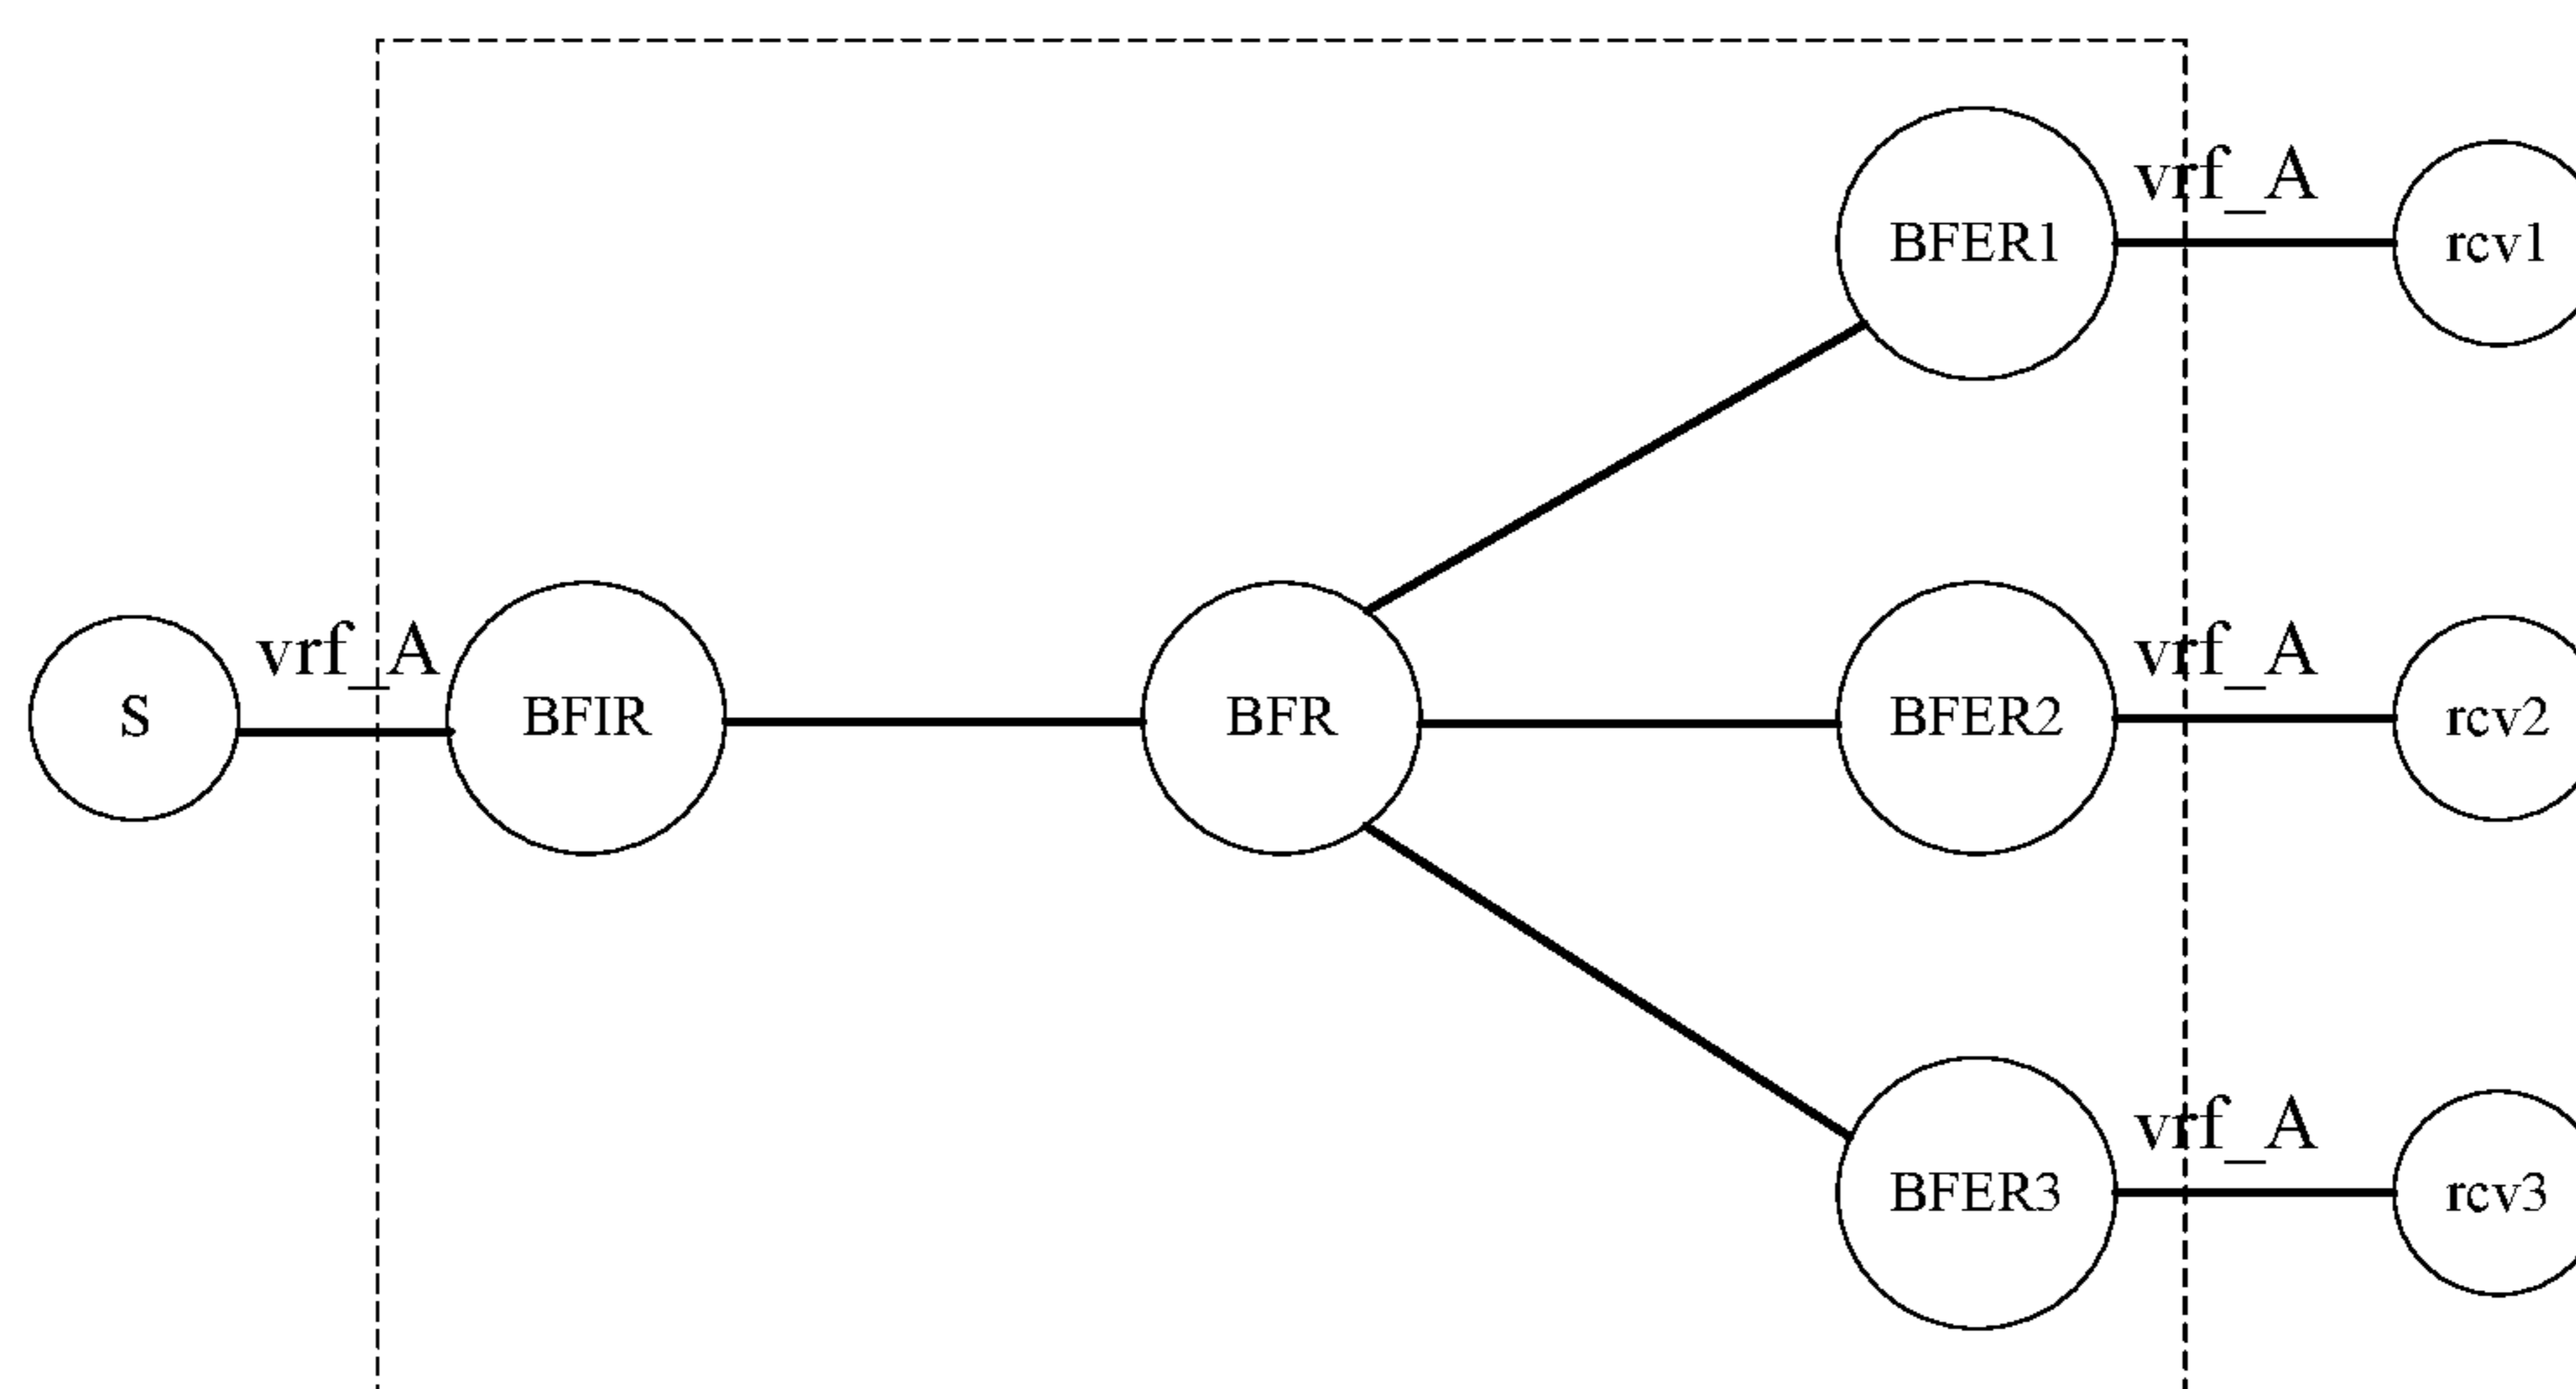 vrf_A
BFER1
rcv1
S
vrf_A
BFIR
BFR
BFER2
vrf_A
rcv2
BFER3
vrf_A
rcv3